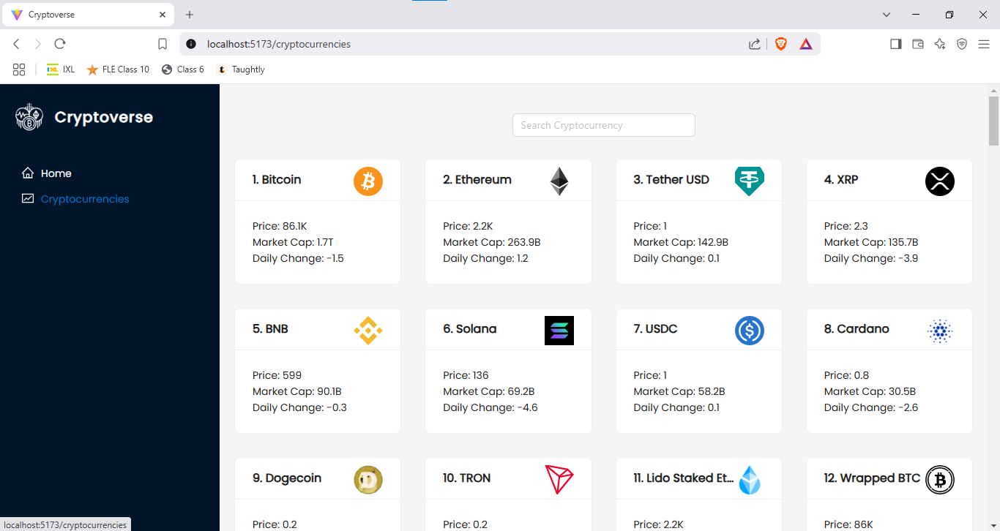 Cryptoverse
localhost:5173/cryptocurrencies
IXL IXL FLE Class 10 Class 6 t Taughtly
Cryptoverse
Home
Cryptocurrencies
Search Cryptocurrency
1. Bitcoin
Price: 86.1K
Market Cap: 1.7T
Daily Change: -1.5
2. Ethereum
Price: 2.2K
Market Cap: 263.9B
Daily Change: 1.2
3. Tether USD
Price: 1
Market Cap: 142.9B
Daily Change: 0.1
4. XRP
Price: 2.3
Market Cap: 135.7B
Daily Change: -3.9
5. BNB
Price: 599
Market Cap: 90.1B
Daily Change: -0.3
6. Solana
Price: 136
Market Cap: 69.2B
Daily Change: -4.6
7. USDC
Price: 1
Market Cap: 58.2B
Daily Change: 0.1
8. Cardano
Price: 0.8
Market Cap: 30.5B
Daily Change: -2.6
9. Dogecoin
Price: 0.2
10. TRON
Price: 0.2
11. Lido Staked Et...
Price: 2.2K
12. Wrapped BTC
Price: 86K
localhost:5173/cryptocurrencies